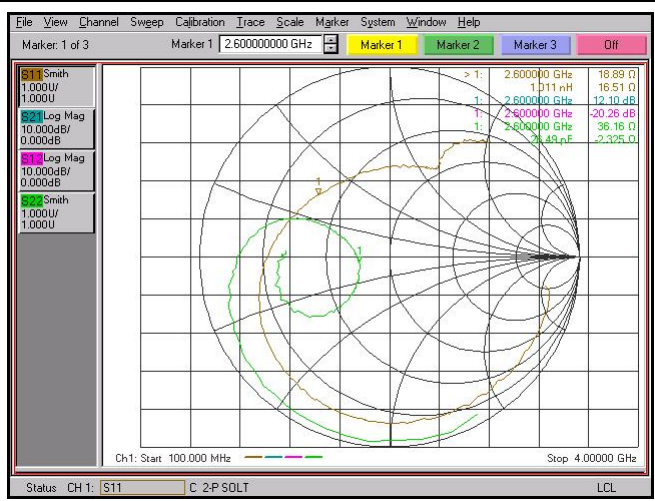 File View Channel Sweep Calibration Trace Scale Marker System Window Help
Marker: 1 of 3 Marker 1 2.600000000 GHz Marker 1 Marker 2 Marker 3 Off
S11 Smith
1.000U/
1.000U
S21 Log Mag
10.000dB/
0.000dB
S12 Log Mag
10.000dB/
0.000dB
S22 Smith
1.000U/
1.000U
> 1: 2.600000 GHz 18.89 Ω
1.011 nH 16.51 Ω
1: 2.600000 GHz 12.10 dB
1: 2.600000 GHz -20.26 dB
1: 2.600000 GHz 36.16 Ω
26.49 pF -2.325 Ω
1
1
Ch1: Start 100.000 MHz Stop 4.00000 GHz
Status CH 1: S11 C 2-P SOLT LCL